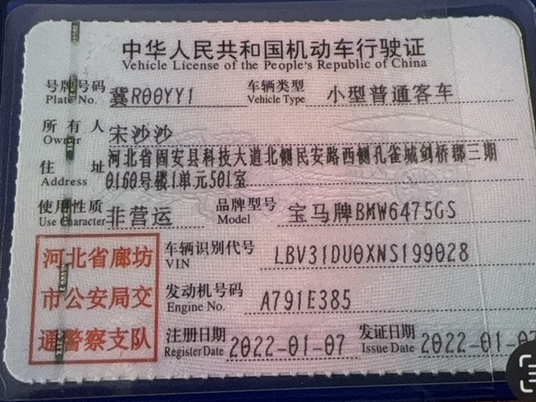 中华人民共和国机动车行驶证
Vehicle License of the People's Republic of China
号牌号码 冀R00YY1 车辆类型 小型普通客车
Plate No. Vehicle Type
所有人 宋沙沙
Owner
住址 河北省固安县科技大道北侧民安路西侧孔雀城剑桥郡三期
Address 0160号楼1单元501室
使用性质 非营运 品牌型号 宝马牌BMW6475GS
Use Character Model
河北省廊坊 车辆识别代号 LBV31DU0XNS199028
VIN
市公安局交 发动机号码 A791E385
Engine No.
通警察支队 注册日期 2022-01-07 发证日期 2022-01-07
Register Date Issue Date